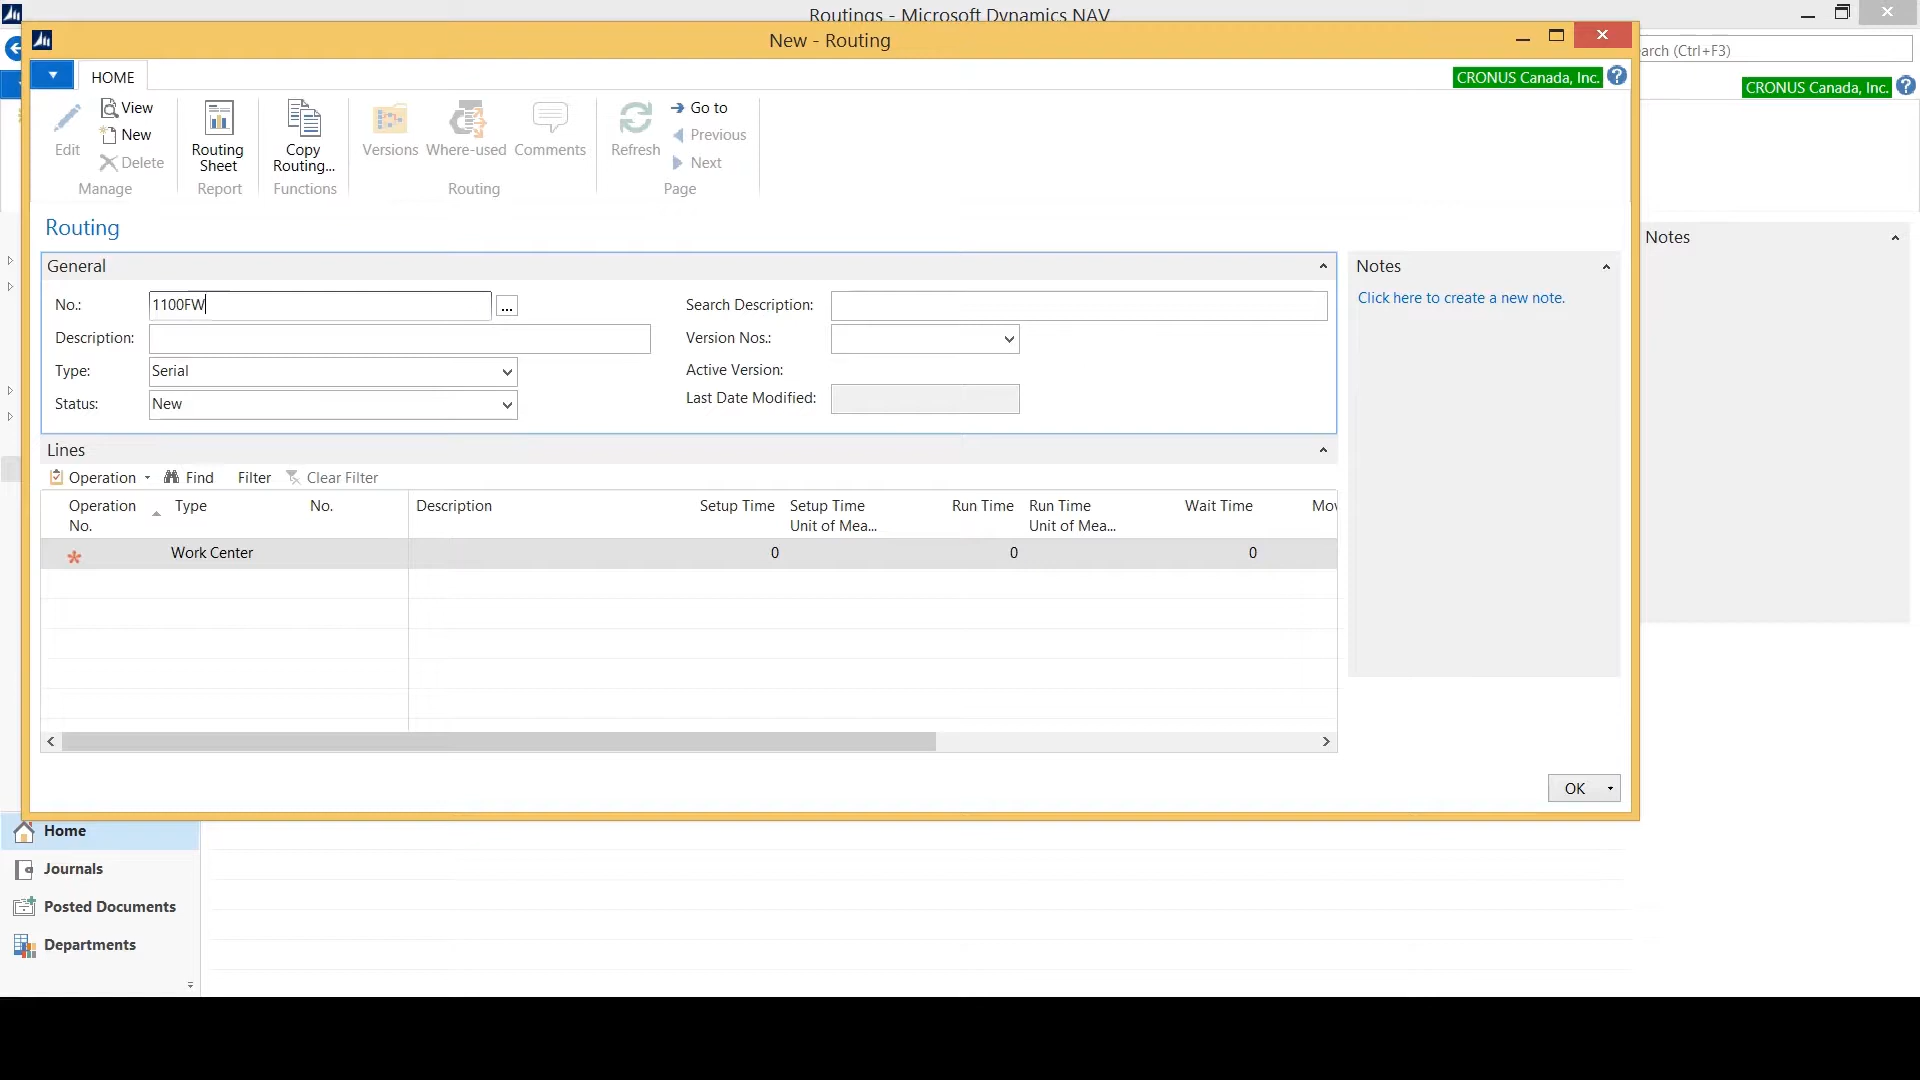 Routings - Microsoft Dynamics NAV
New - Routing
arch (Ctrl+F3)
HOME
CRONUS Canada, Inc.
CRONUS Canada, Inc.
Edit
View
New
Delete
Manage
Routing
Sheet
Report
Copy
Routing...
Functions
Versions
Where-used
Comments
Routing
Refresh
Go to
Previous
Next
Page
Routing
General
No.: 1100FW ...
Description:
Type: Serial
Status: New
Search Description:
Version Nos.:
Active Version:
Last Date Modified:
Notes
Click here to create a new note.
Notes
Lines
Operation Find Filter Clear Filter
Operation No. Type No. Description Setup Time Setup Time Unit of Mea... Run Time Run Time Unit of Mea... Wait Time Mov
Work Center 0 0 0
OK
Home
Journals
Posted Documents
Departments